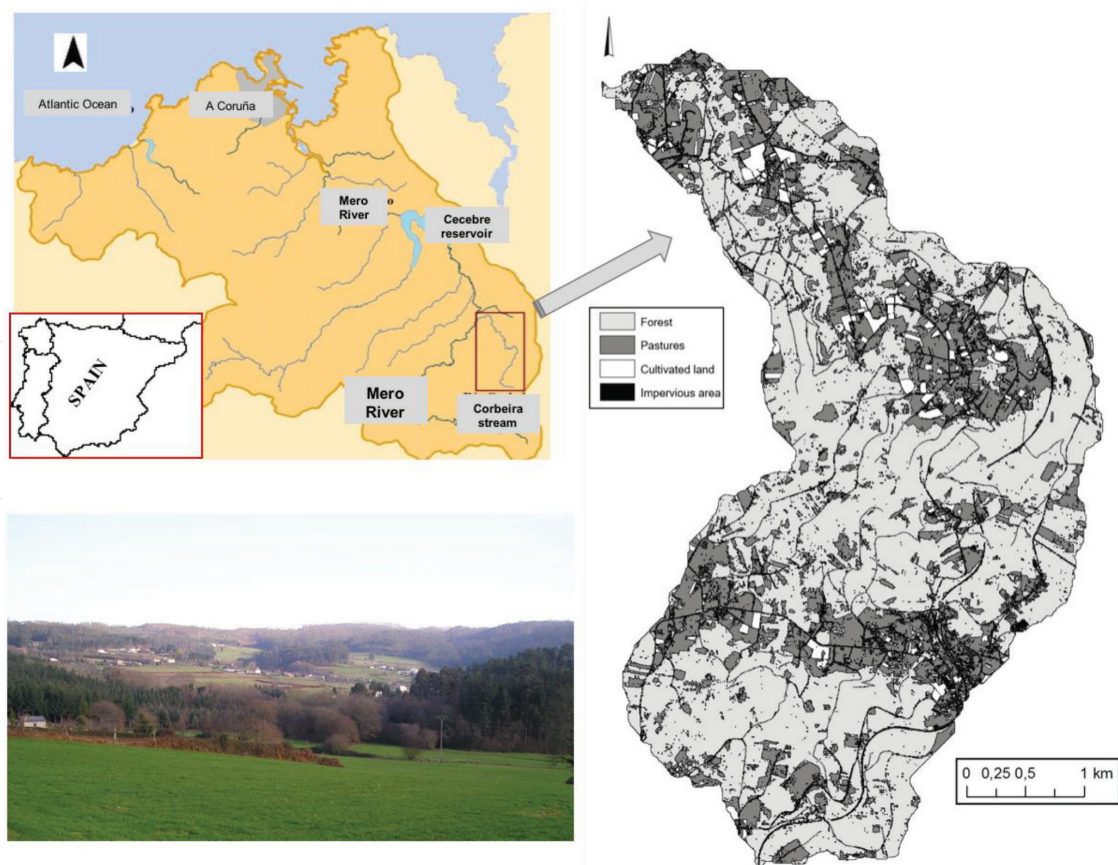 Atlantic Ocean
A Coruña
Mero
River
Cecebre
reservoir
SPAIN
Mero
River
Corbeira
stream
Forest
Pastures
Cultivated land
Impervious area
0 0,25 0,5 1 km